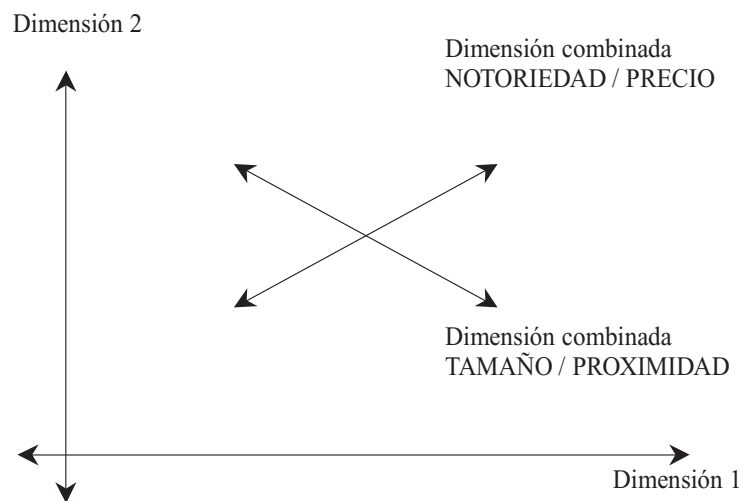 Dimensión 2
Dimensión combinada
NOTORIEDAD / PRECIO
Dimensión combinada
TAMAÑO / PROXIMIDAD
Dimensión 1